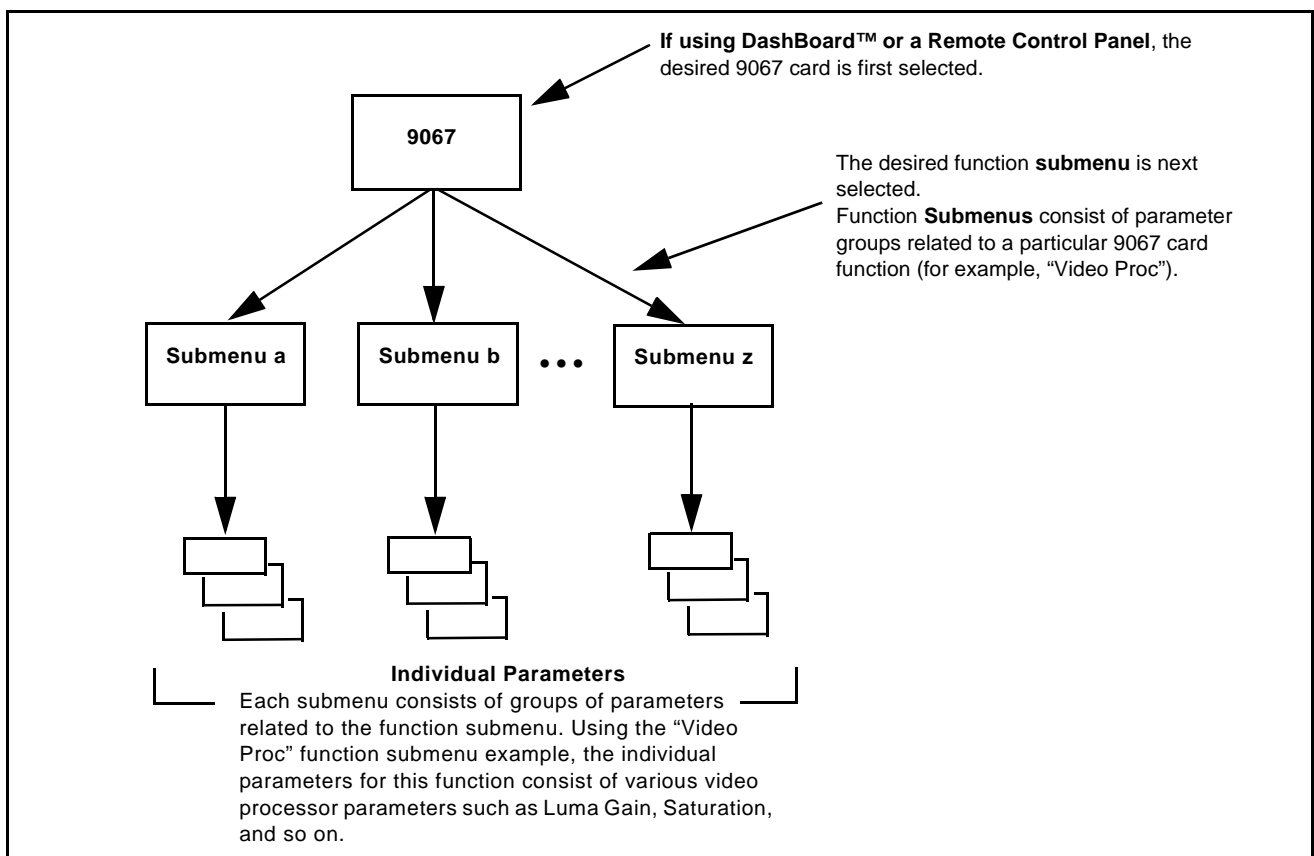 If using DashBoard™ or a Remote Control Panel, the
desired 9067 card is first selected.
9067
The desired function submenu is next
selected.
Function Submenus consist of parameter
groups related to a particular 9067 card
function (for example, “Video Proc”).
Submenu a
Submenu b
•••
Submenu z
Individual Parameters
Each submenu consists of groups of parameters
related to the function submenu. Using the “Video
Proc” function submenu example, the individual
parameters for this function consist of various video
processor parameters such as Luma Gain, Saturation,
and so on.